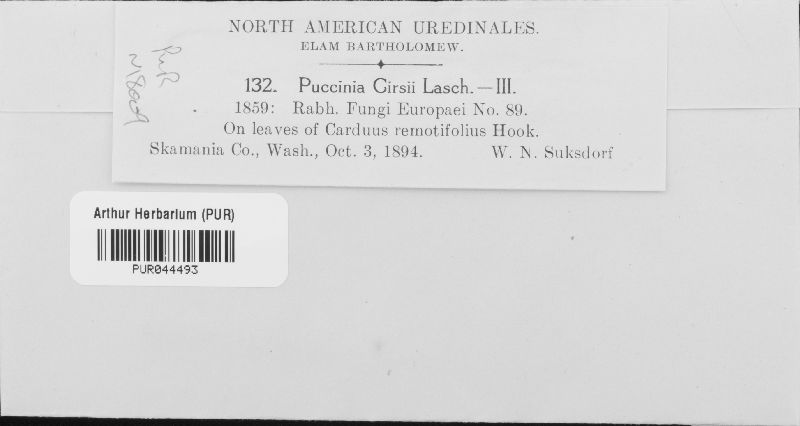 NORTH AMERICAN UREDINALES.
ELAM BARTHOLOMEW.
132. Puccinia Cirsii Lasch.—III.
1859: Rabh. Fungi Europaei No. 89.
On leaves of Carduus remotifolius Hook.
Skamania Co., Wash., Oct. 3, 1894. W. N. Suksdorf
PUR
Arthur Herbarium (PUR)
PUR044493